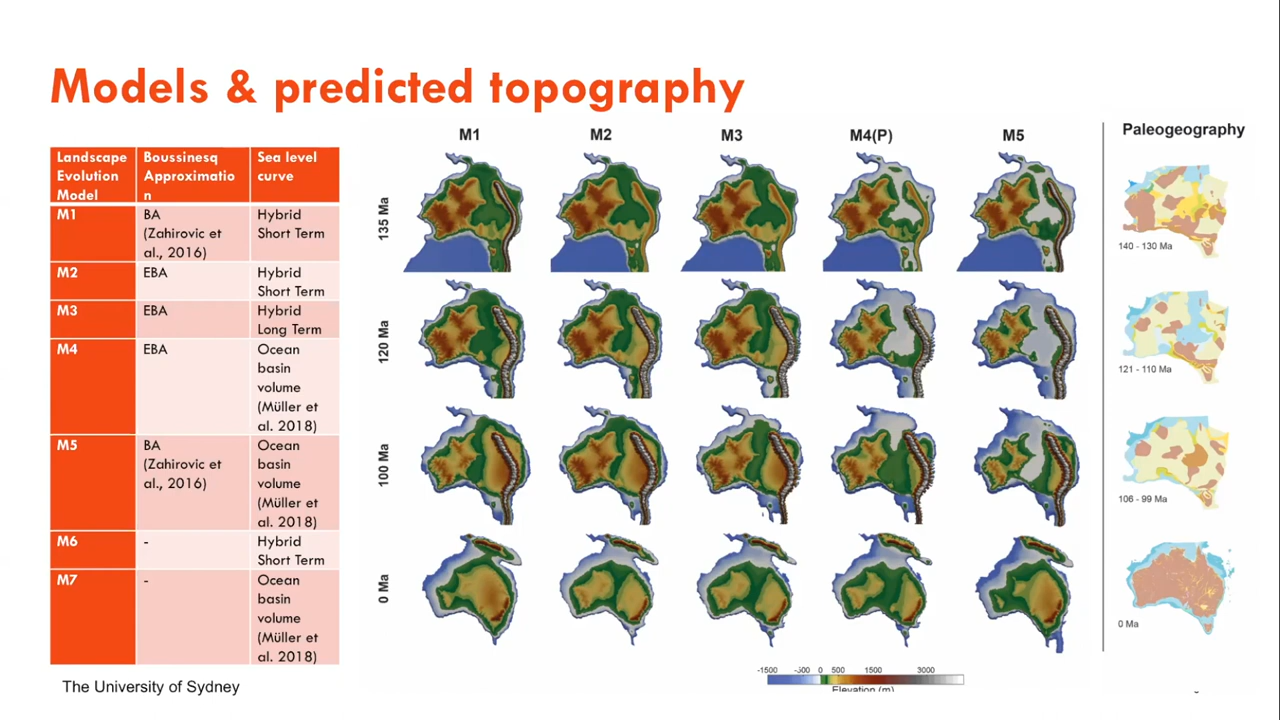 Models & predicted topography
Landscape
Evolution
Model
Boussinesq
Approximatio
n
Sea level
curve
M1
BA
(Zahirovic et
al., 2016)
Hybrid
Short Term
M2
EBA
Hybrid
Short Term
M3
EBA
Hybrid
Long Term
M4
EBA
Ocean
basin
volume
(Müller et
al. 2018)
M5
BA
(Zahirovic et
al., 2016)
Ocean
basin
volume
(Müller et
al. 2018)
M6
-
Hybrid
Short Term
M7
-
Ocean
basin
volume
(Müller et
al. 2018)
M1
M2
M3
M4(P)
M5
135 Ma
120 Ma
100 Ma
0 Ma
-1500 -500 0 500 1500 3000
Elevation (m)
Paleogeography
140 - 130 Ma
121 - 110 Ma
106 - 99 Ma
0 Ma
The University of Sydney